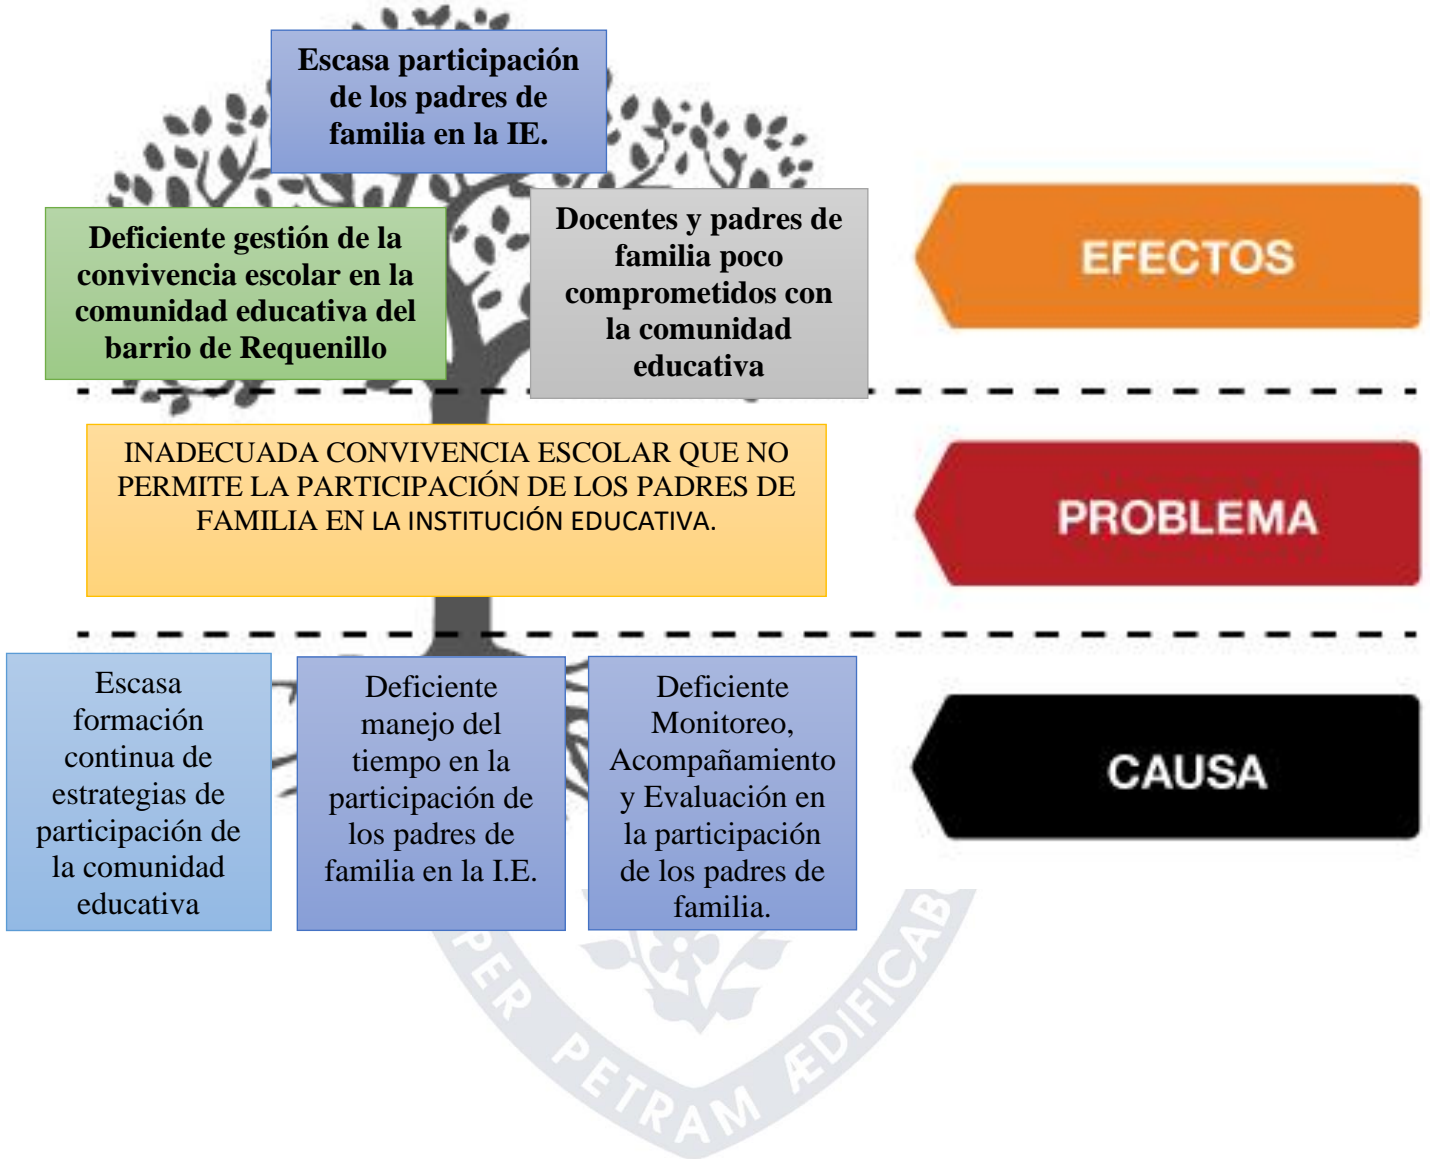 Escasa participación
de los padres de
familia en la IE.
Deficiente gestión de la
convivencia escolar en la
comunidad educativa del
barrio de Requenillo
Docentes y padres de
familia poco
comprometidos con
la comunidad
educativa
EFECTOS
INADECUADA CONVIVENCIA ESCOLAR QUE NO
PERMITE LA PARTICIPACIÓN DE LOS PADRES DE
FAMILIA EN LA INSTITUCIÓN EDUCATIVA.
PROBLEMA
Escasa
formación
continua de
estrategias de
participación de
la comunidad
educativa
Deficiente
manejo del
tiempo en la
participación de
los padres de
familia en la I.E.
Deficiente
Monitoreo,
Acompañamiento
y Evaluación en
la participación
de los padres de
familia.
CAUSA
PER PETRAM ÆDIFICAB